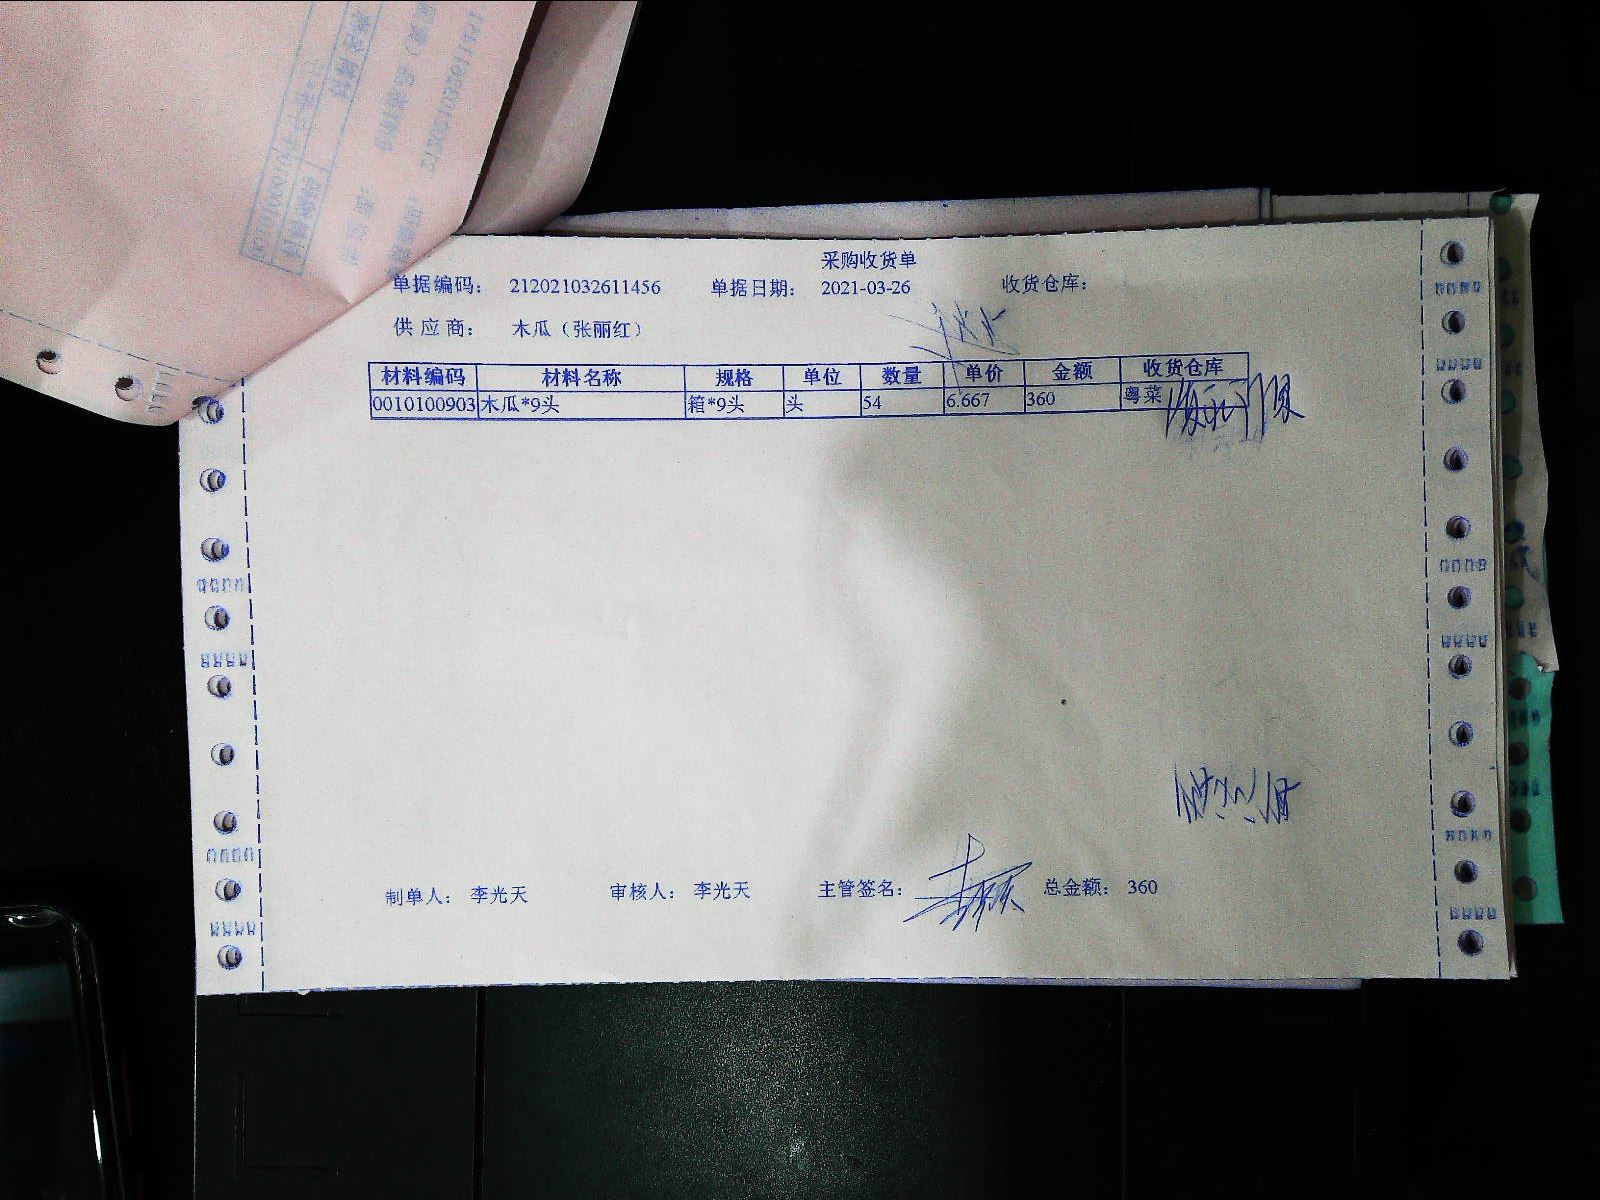 采购收货单
单据编码： 212021032611456 单据日期： 2021-03-26 收货仓库：
供 应 商： 木瓜（张丽红）
材料编码 材料名称 规格 单位 数量 单价 金额 收货仓库
0010100903 木瓜*9头 箱*9头 头 54 6.667 360 粤菜
制单人： 李光天 审核人： 李光天 主管签名： 总金额： 360